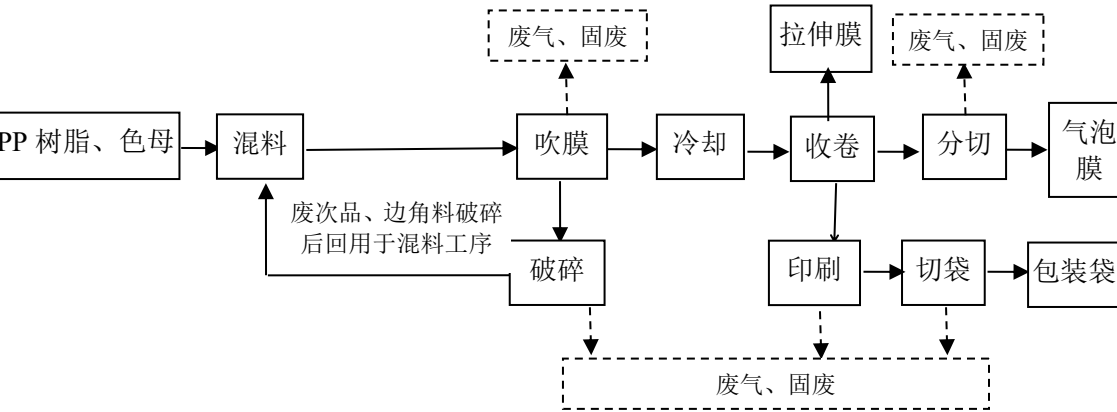 废气、固废
拉伸膜
废气、固废
PP 树脂、色母
混料
吹膜
冷却
收卷
分切
气泡
膜
废次品、边角料破碎
后回用于混料工序
破碎
印刷
切袋
包装袋
废气、固废